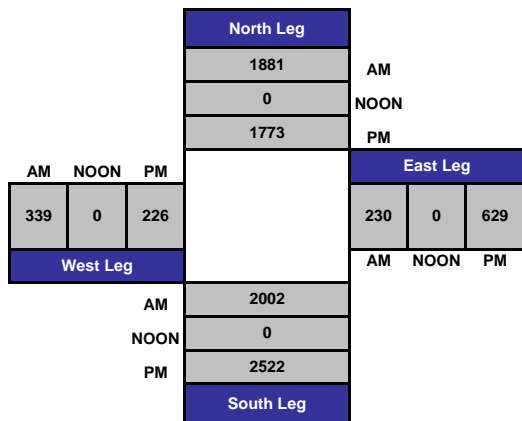 North Leg
1881 AM
0 NOON
1773 PM
AM NOON PM
East Leg
339 0 226
230 0 629
West Leg
AM NOON PM
AM 2002
NOON 0
PM 2522
South Leg